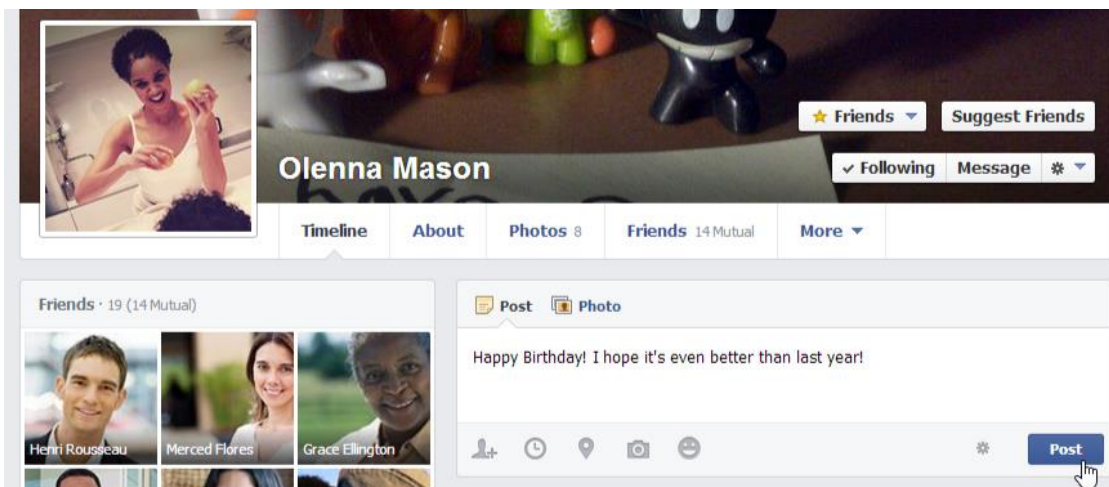 Friends
Suggest Friends
Olenna Mason
Following
Message
Timeline
About
Photos 8
Friends 14 Mutual
More
Friends · 19 (14 Mutual)
Post
Photo
Happy Birthday! I hope it's even better than last year!
Henri Rousseau
Merced Flores
Grace Ellington
Post